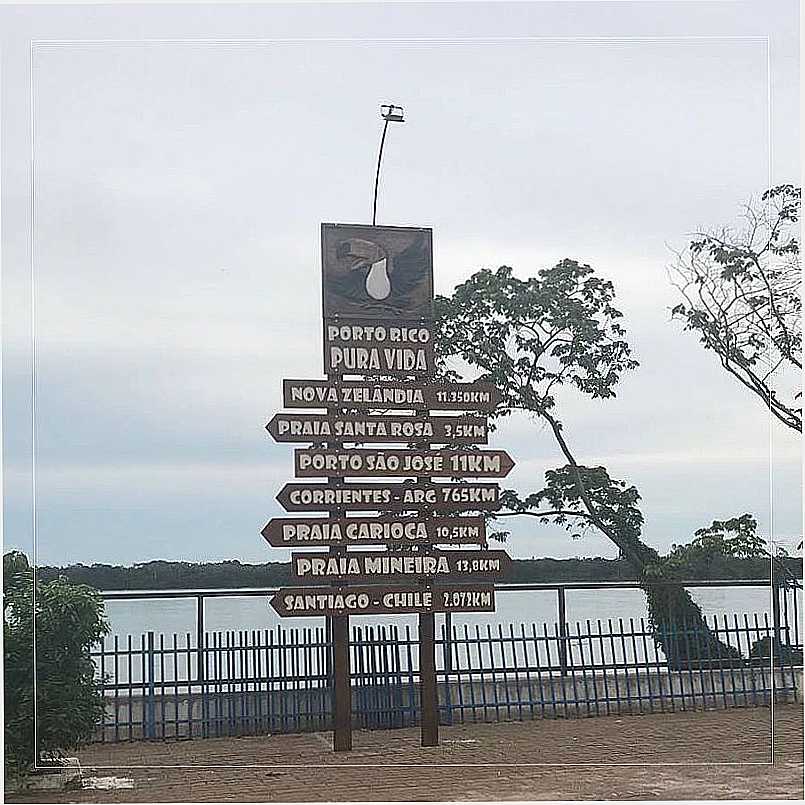 PORTO RICO
PURA VIDA
NOVA ZELÂNDIA 11.350KM
PRAIA SANTA ROSA 3,5KM
PORTO SÃO JOSÉ 11KM
CORRIENTES - ARG 765KM
PRAIA CARIOCA 10,5KM
PRAIA MINEIRA 13,8KM
SANTIAGO - CHILE 2.072KM